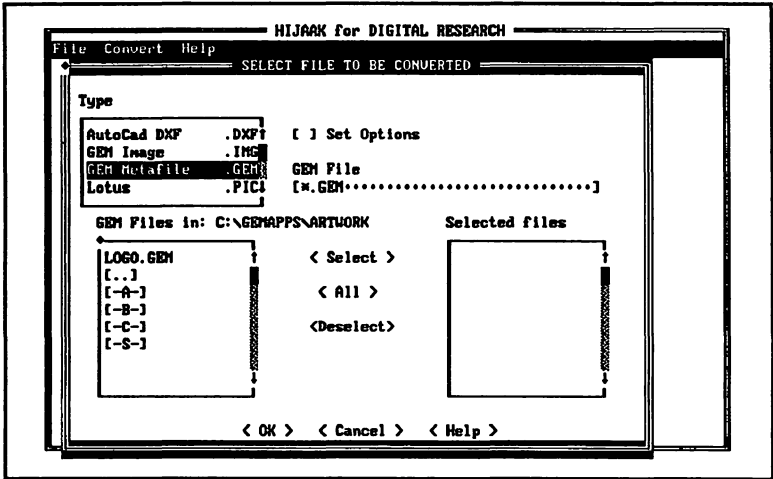 HIJAAK for DIGITAL RESEARCH
File Convert Help
SELECT FILE TO BE CONVERTED
Type
AutoCad DXF .DXF
GEM Image .IMG
GEM Metafile .GEM
Lotus .PIC
[ ] Set Options
GEM File
[*.GEM······························]
GEM Files in: C:\GEMAPPS\ARTWORK
Selected files
LOGO.GEM
[..]
[-A-]
[-B-]
[-C-]
[-S-]
< Select >
< All >
<Deselect>
< OK > < Cancel > < Help >